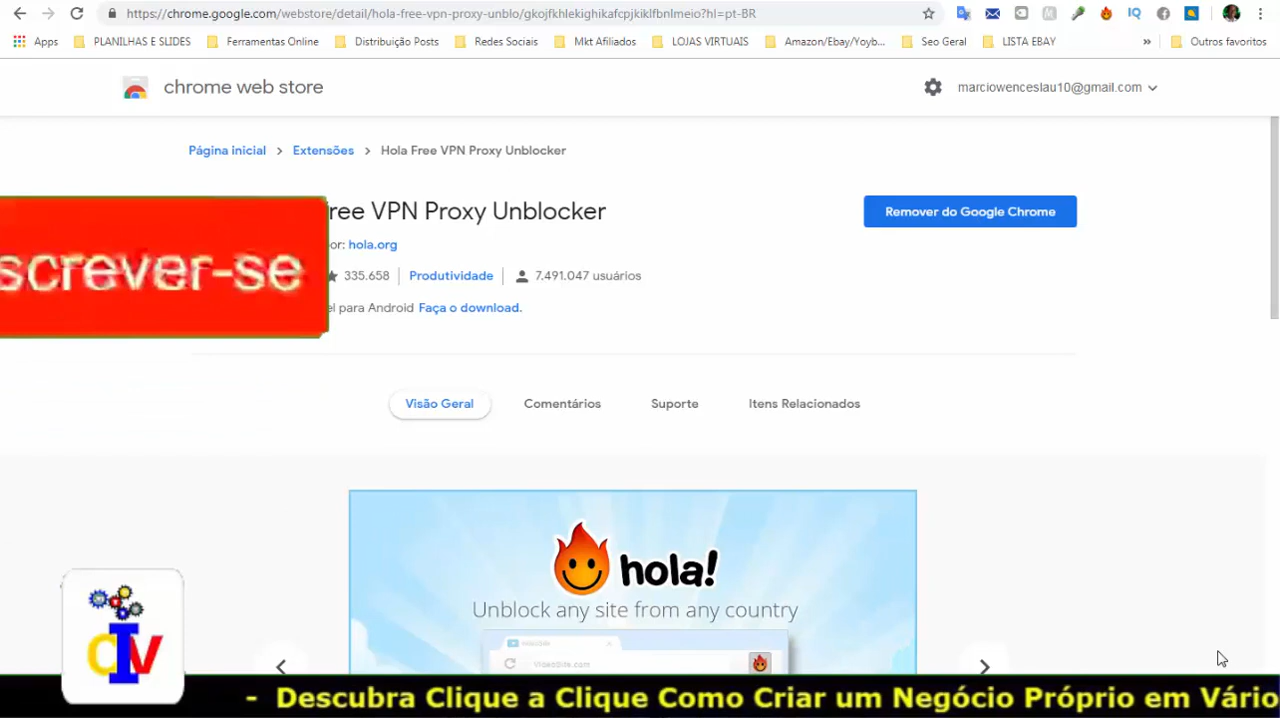 https://chrome.google.com/webstore/detail/hola-free-vpn-proxy-unblo/gkojfkhlekighikafcpjkiklfbnlmeio?hl=pt-BR
Apps PLANILHAS E SLIDES Ferramentas Online Distribuição Posts Redes Sociais Mkt Afiliados LOJAS VIRTUAIS Amazon/Ebay/Yoyb... Seo Geral LISTA EBAY » Outros favoritos
chrome web store marciowenceslau10@gmail.com
Página inicial > Extensões > Hola Free VPN Proxy Unblocker
ree VPN Proxy Unblocker Remover do Google Chrome
or: hola.org
screver-se
335.658 Produtividade 7.491.047 usuários
el para Android Faça o download.
Visão Geral Comentários Suporte Itens Relacionados
hola!
Unblock any site from any country
VideoSite.com
dIv
- Descubra Clique a Clique Como Criar um Negócio Próprio em Vário